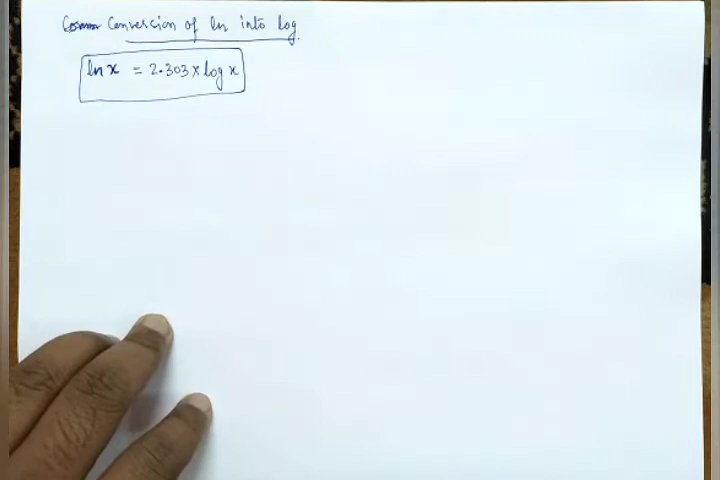 Conversion of ln into log.
ln x = 2.303 x log x